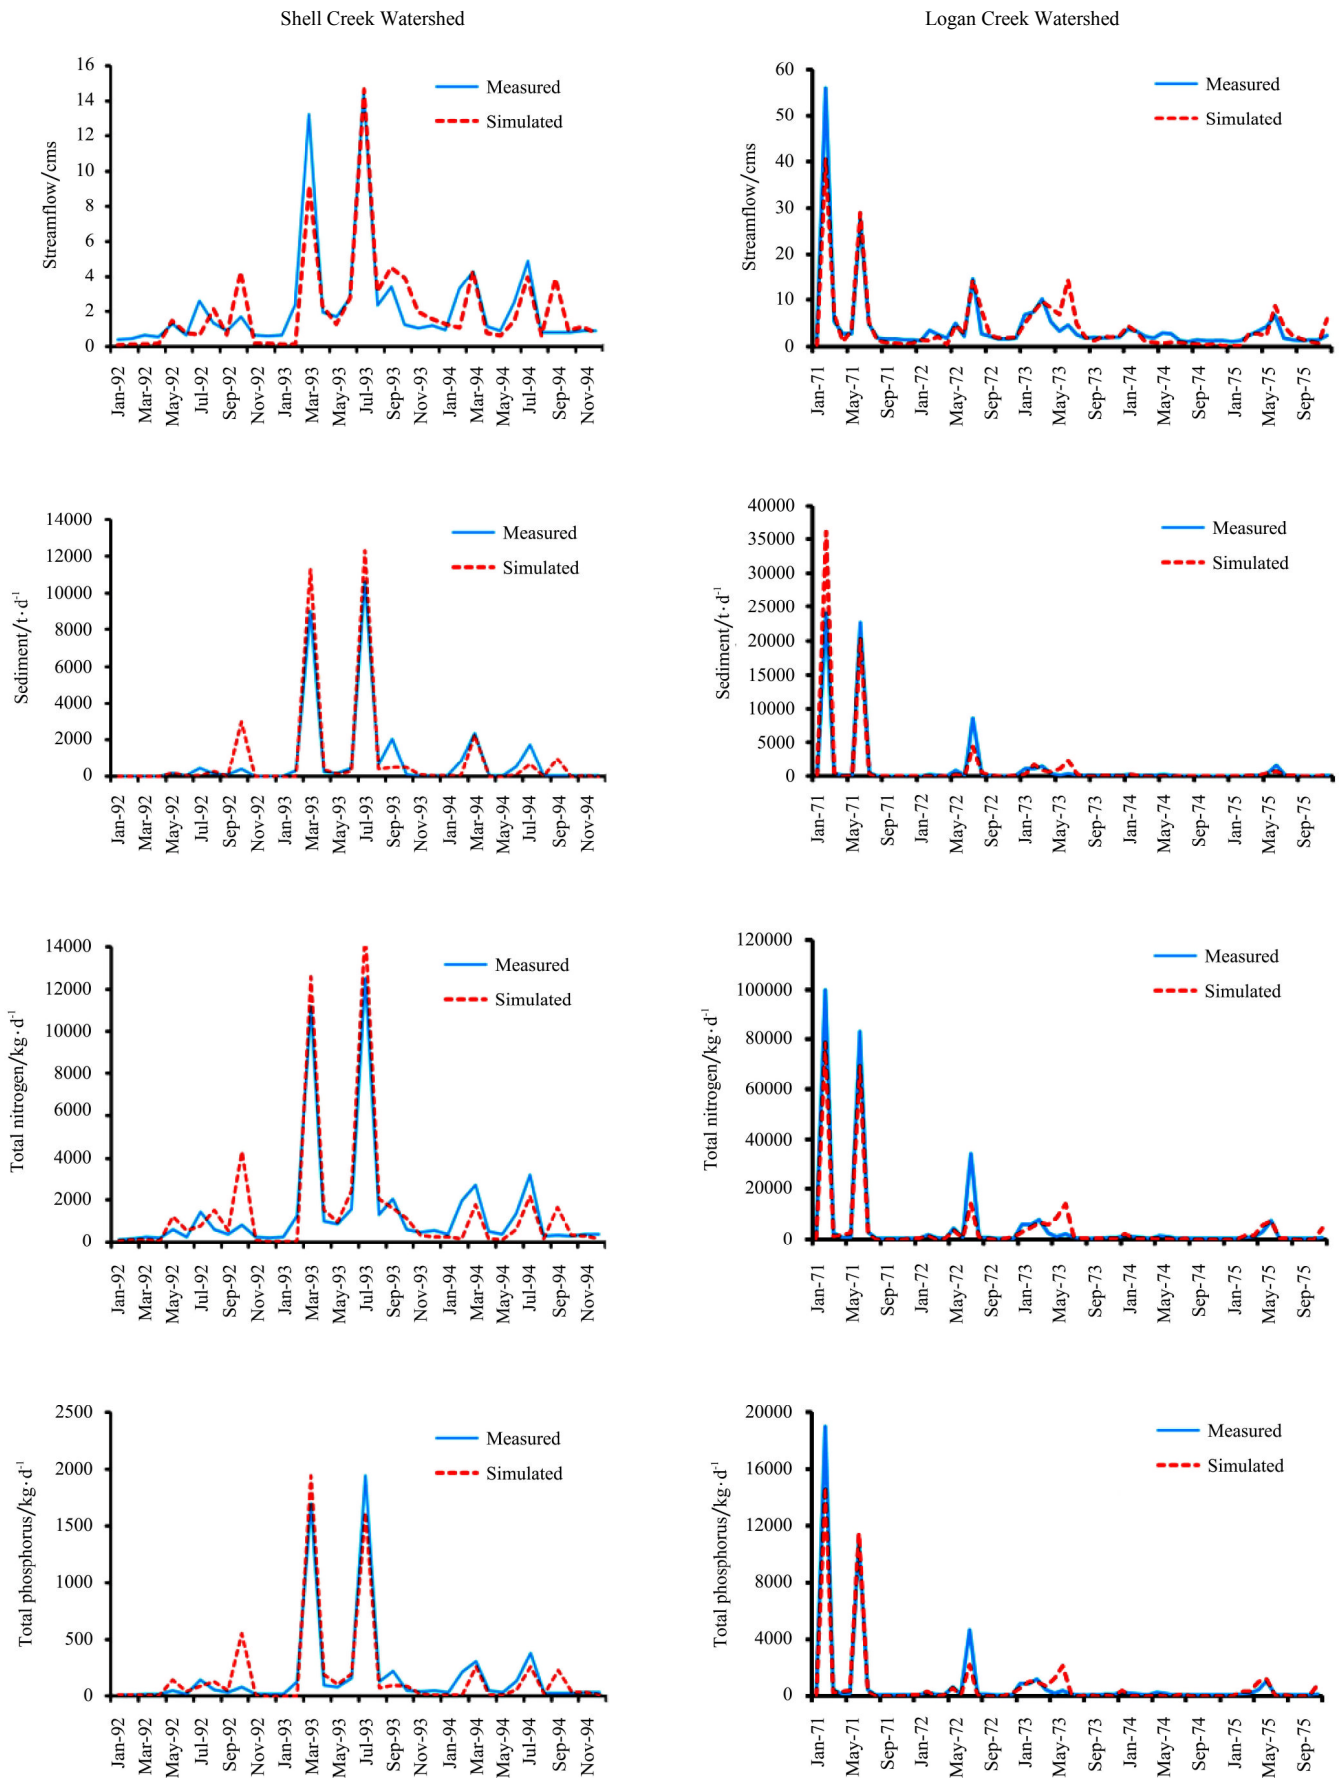 Shell Creek Watershed
Logan Creek Watershed
Streamflow/cms
16
14
12
10
8
6
4
2
0
Measured
Simulated
Jan-92 Mar-92 May-92 Jul-92 Sep-92 Nov-92 Jan-93 Mar-93 May-93 Jul-93 Sep-93 Nov-93 Jan-94 Mar-94 May-94 Jul-94 Sep-94 Nov-94
Streamflow/cms
60
50
40
30
20
10
0
Measured
Simulated
Jan-71 May-71 Sep-71 Jan-72 May-72 Sep-72 Jan-73 May-73 Sep-73 Jan-74 May-74 Sep-74 Jan-75 May-75 Sep-75
Sediment/t·d-1
14000
12000
10000
8000
6000
4000
2000
0
Measured
Simulated
Jan-92 Mar-92 May-92 Jul-92 Sep-92 Nov-92 Jan-93 Mar-93 May-93 Jul-93 Sep-93 Nov-93 Jan-94 Mar-94 May-94 Jul-94 Sep-94 Nov-94
Sediment/t·d-1
40000
35000
30000
25000
20000
15000
10000
5000
0
Measured
Simulated
Jan-71 May-71 Sep-71 Jan-72 May-72 Sep-72 Jan-73 May-73 Sep-73 Jan-74 May-74 Sep-74 Jan-75 May-75 Sep-75
Total nitrogen/kg·d-1
14000
12000
10000
8000
6000
4000
2000
0
Measured
Simulated
Jan-92 Mar-92 May-92 Jul-92 Sep-92 Nov-92 Jan-93 Mar-93 May-93 Jul-93 Sep-93 Nov-93 Jan-94 Mar-94 May-94 Jul-94 Sep-94 Nov-94
Total nitrogen/kg·d-1
120000
100000
80000
60000
40000
20000
0
Measured
Simulated
Jan-71 May-71 Sep-71 Jan-72 May-72 Sep-72 Jan-73 May-73 Sep-73 Jan-74 May-74 Sep-74 Jan-75 May-75 Sep-75
Total phosphorus/kg·d-1
2500
2000
1500
1000
500
0
Measured
Simulated
Jan-92 Mar-92 May-92 Jul-92 Sep-92 Nov-92 Jan-93 Mar-93 May-93 Jul-93 Sep-93 Nov-93 Jan-94 Mar-94 May-94 Jul-94 Sep-94 Nov-94
Total phosphorus/kg·d-1
20000
16000
12000
8000
4000
0
Measured
Simulated
Jan-71 May-71 Sep-71 Jan-72 May-72 Sep-72 Jan-73 May-73 Sep-73 Jan-74 May-74 Sep-74 Jan-75 May-75 Sep-75